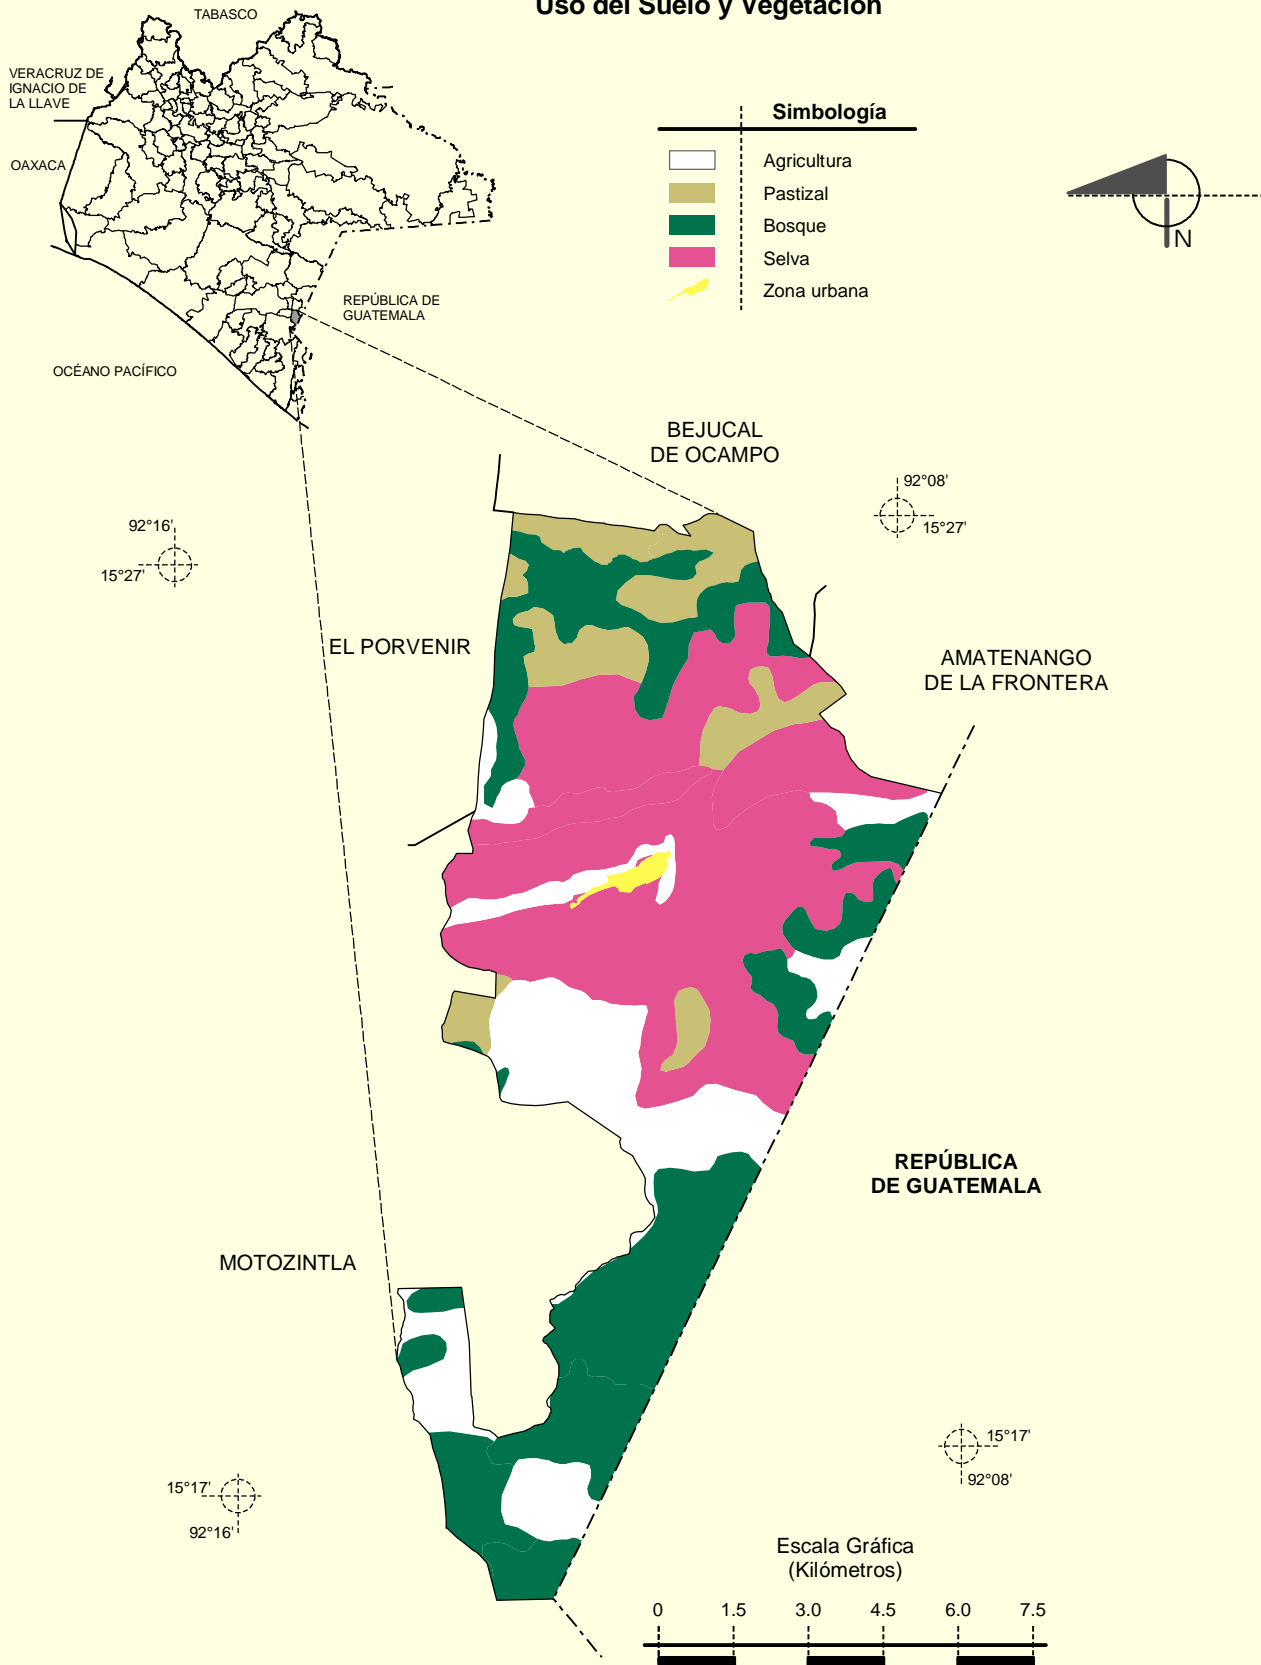 Uso del Suelo y Vegetación
TABASCO
VERACRUZ DE
IGNACIO DE
LA LLAVE
OAXACA
REPÚBLICA DE
GUATEMALA
OCÉANO PACÍFICO
Simbología
Agricultura
Pastizal
Bosque
Selva
Zona urbana
N
BEJUCAL
DE OCAMPO
92°08'
15°27'
92°16'
15°27'
EL PORVENIR
AMATENANGO
DE LA FRONTERA
REPÚBLICA
DE GUATEMALA
MOTOZINTLA
15°17'
92°08'
15°17'
92°16'
Escala Gráfica
(Kilómetros)
0 1.5 3.0 4.5 6.0 7.5